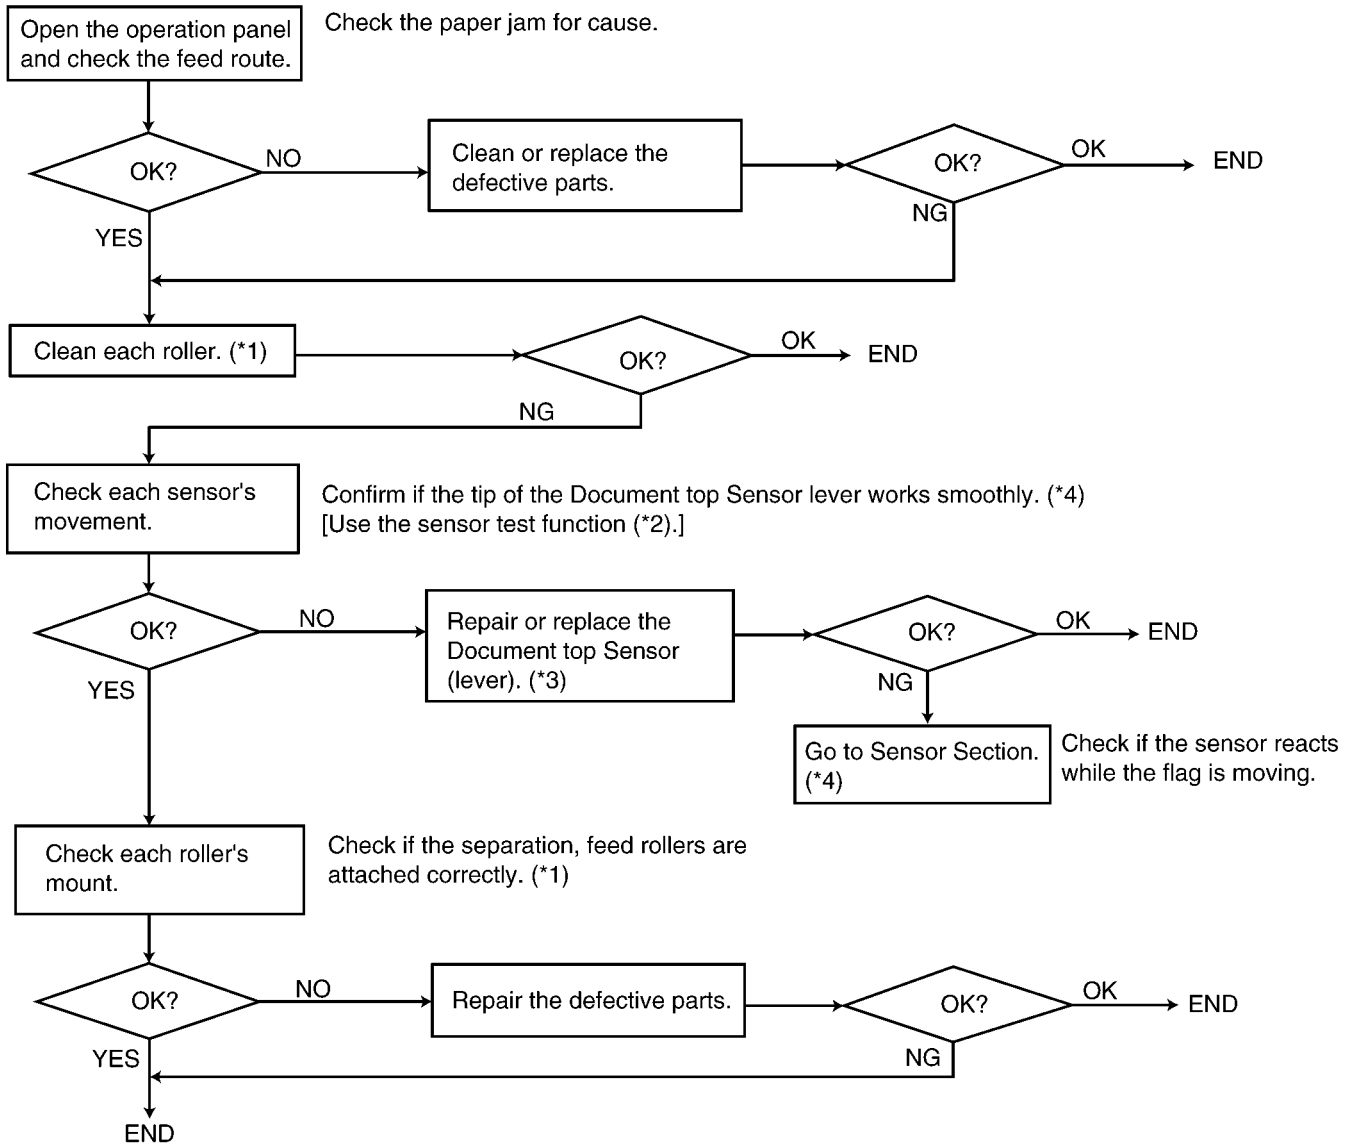 Open the operation panel
and check the feed route.
Check the paper jam for cause.
OK?
NO
Clean or replace the
defective parts.
OK?
OK
END
NG
YES
Clean each roller. (*1)
OK?
OK
END
NG
Check each sensor's
movement.
Confirm if the tip of the Document top Sensor lever works smoothly. (*4)
[Use the sensor test function (*2).]
OK?
NO
Repair or replace the
Document top Sensor
(lever). (*3)
OK?
OK
END
YES
NG
Go to Sensor Section.
(*4)
Check if the sensor reacts
while the flag is moving.
Check each roller's
mount.
Check if the separation, feed rollers are
attached correctly. (*1)
OK?
NO
Repair the defective parts.
OK?
OK
END
YES
NG
END